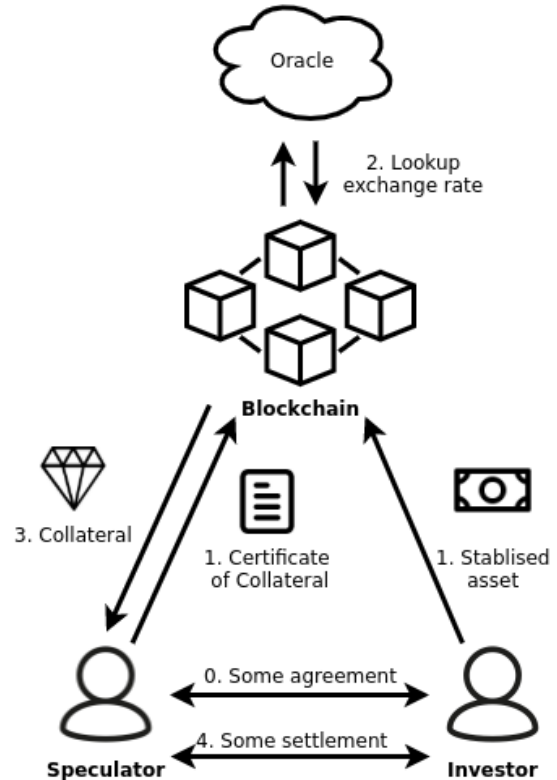 Oracle
2. Lookup
exchange rate
Blockchain
3. Collateral
1. Certificate
of Collateral
1. Stablised
asset
0. Some agreement
4. Some settlement
Speculator
Investor